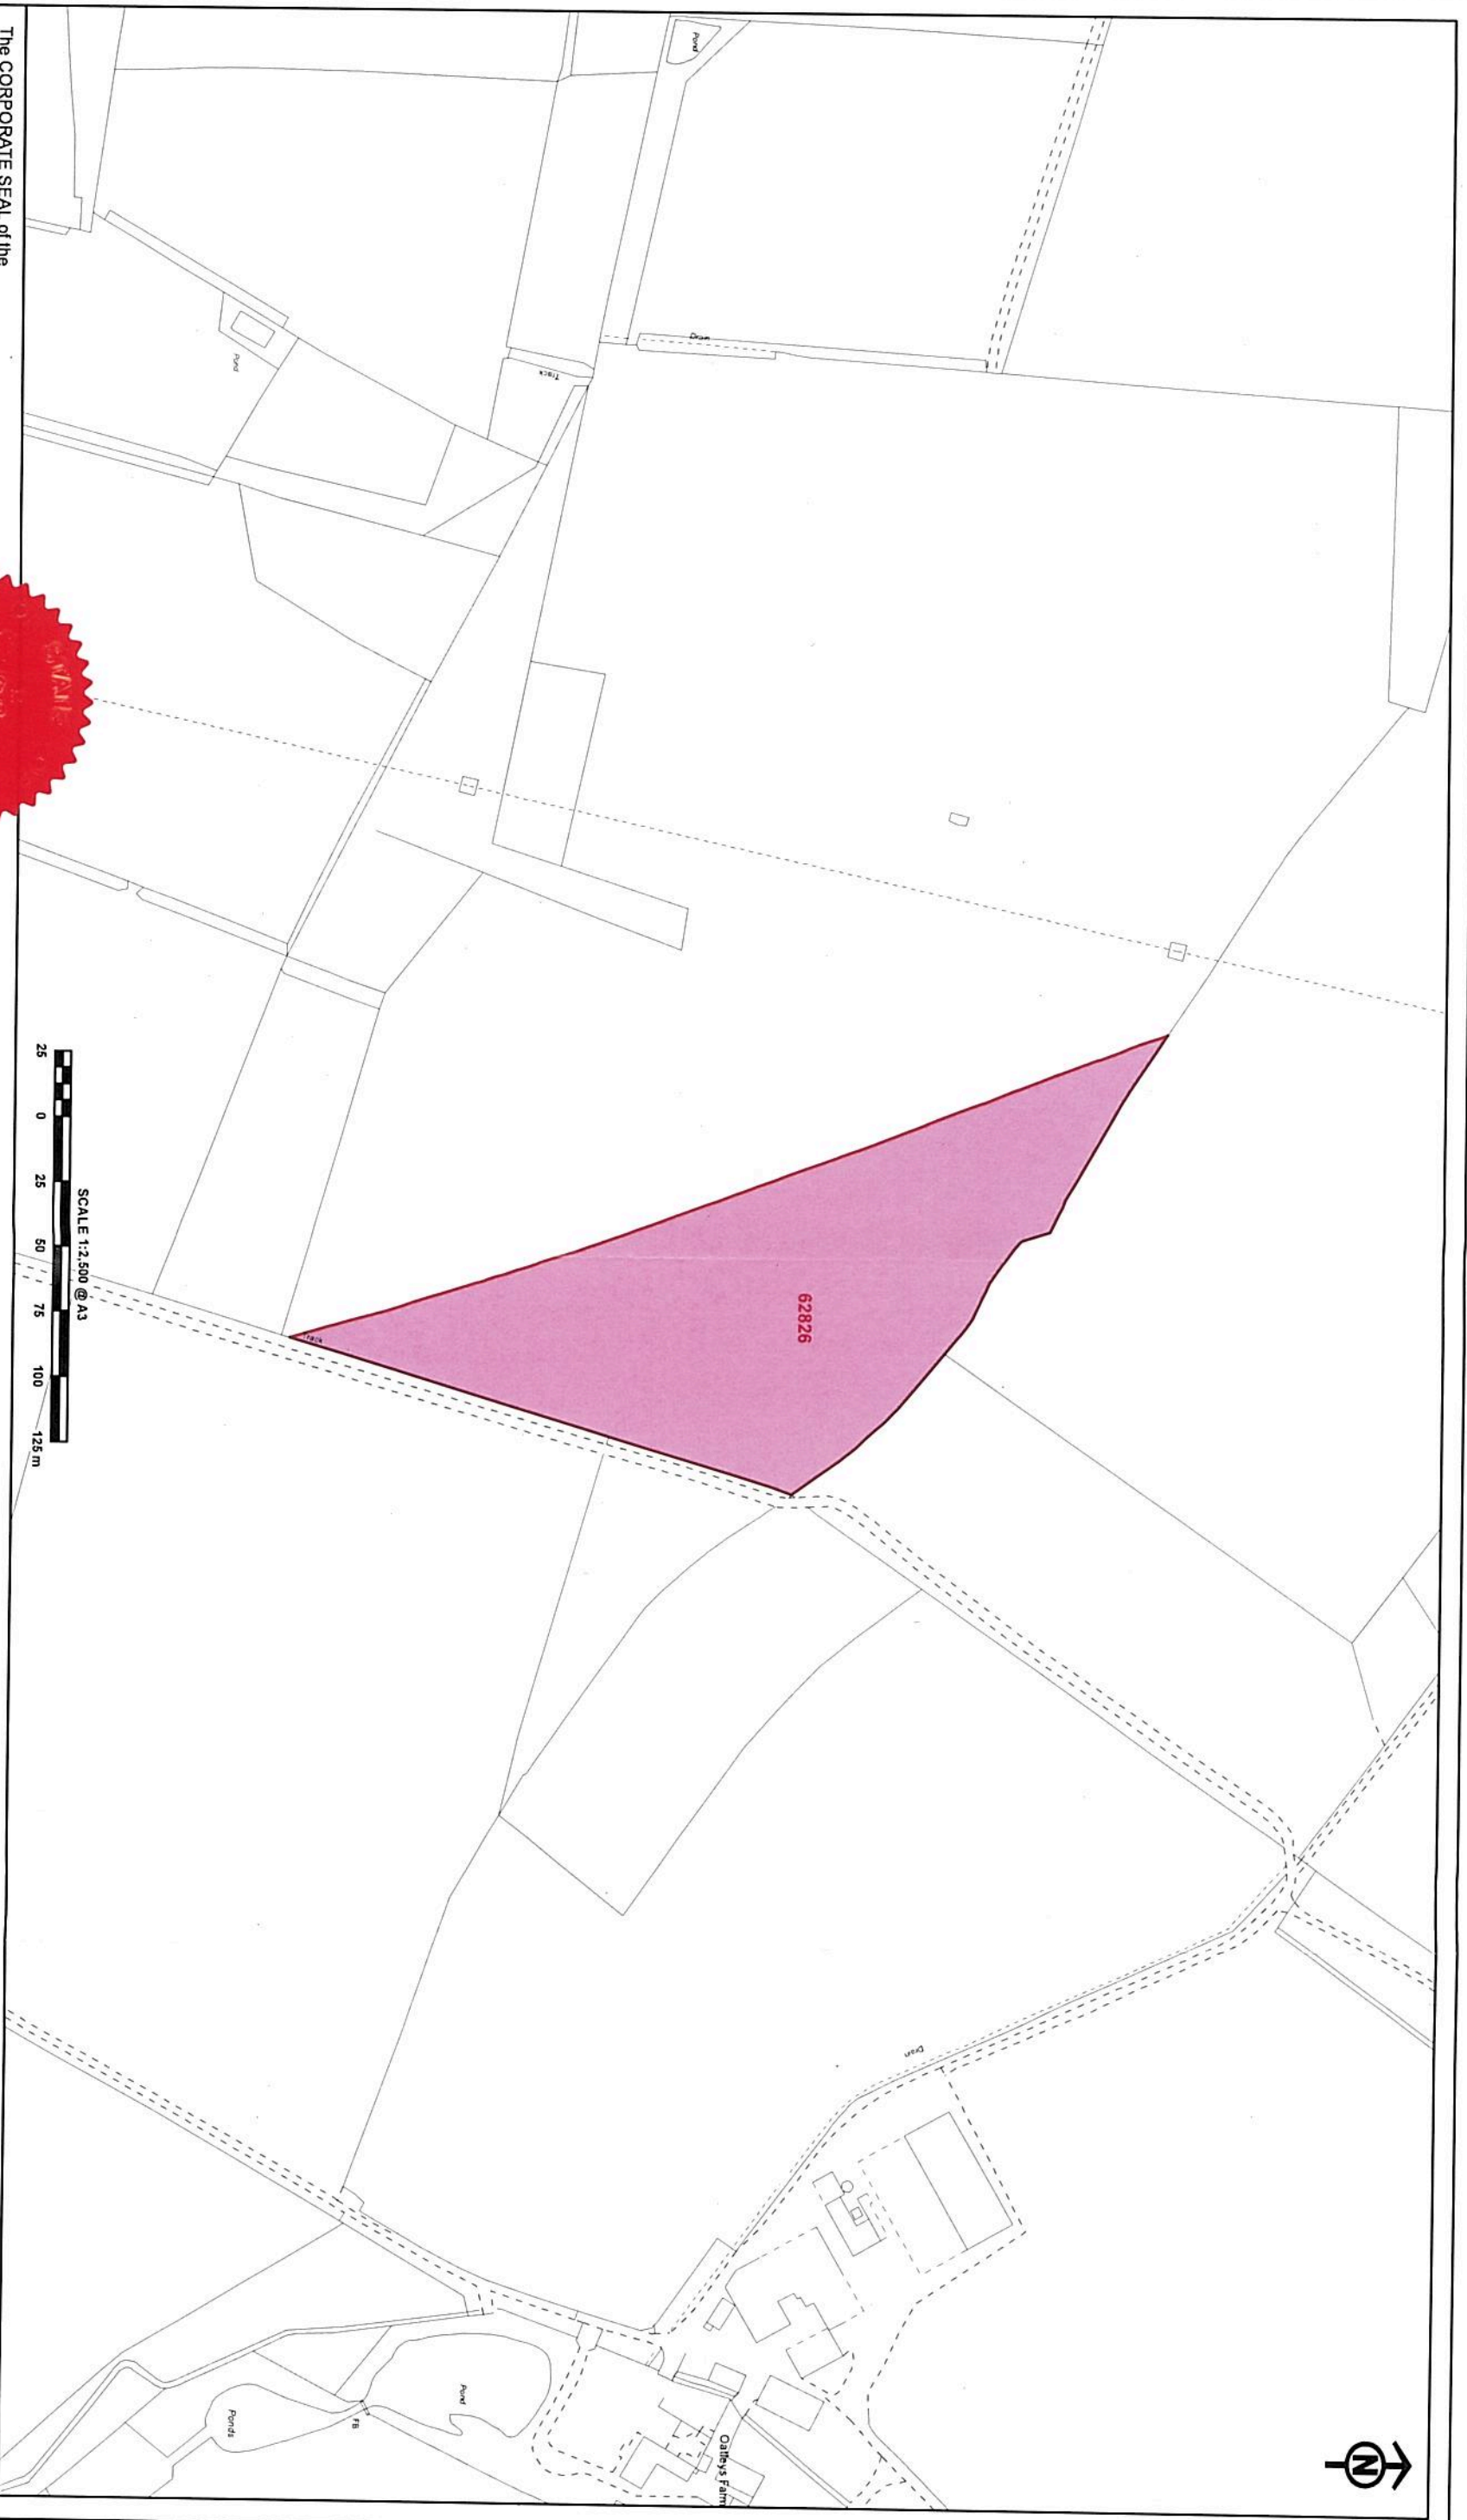 Pond
Drain
Track
Pond
62826
Track
Drain
Oatleys Farm
Pond
FB
Ponds
N
SCALE 1:2,500 @ A3
25 0 25 50 75 100 125 m
The CORPORATE SEAL of the